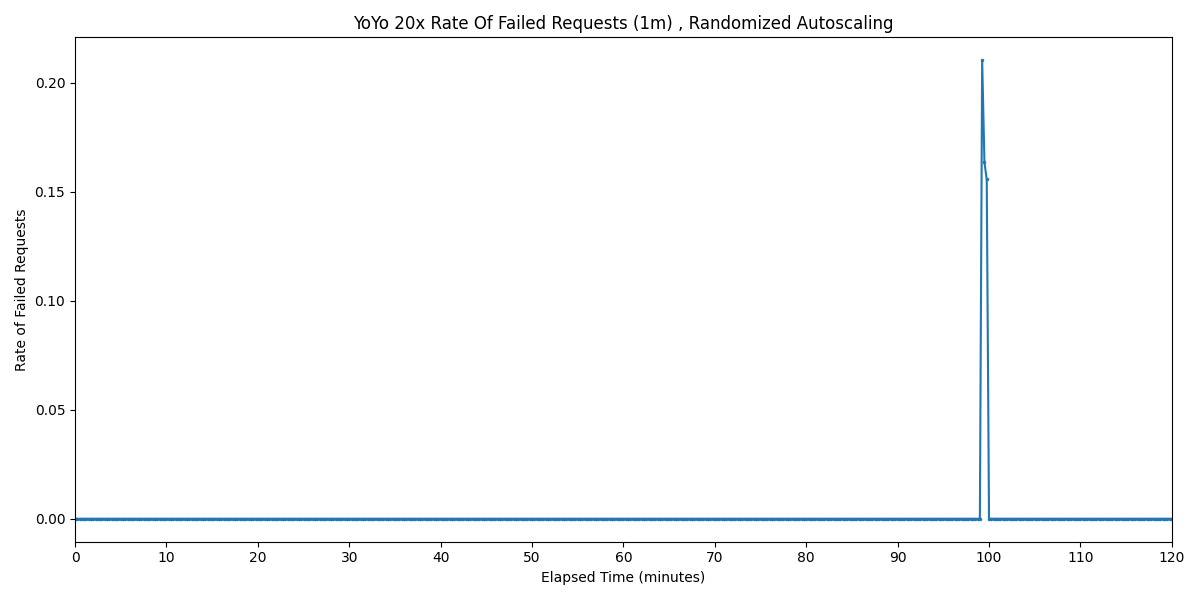 YoYo 20x Rate Of Failed Requests (1m) , Randomized Autoscaling
0.20
0.15
0.10
0.05
0.00
Rate of Failed Requests
0 10 20 30 40 50 60 70 80 90 100 110 120
Elapsed Time (minutes)